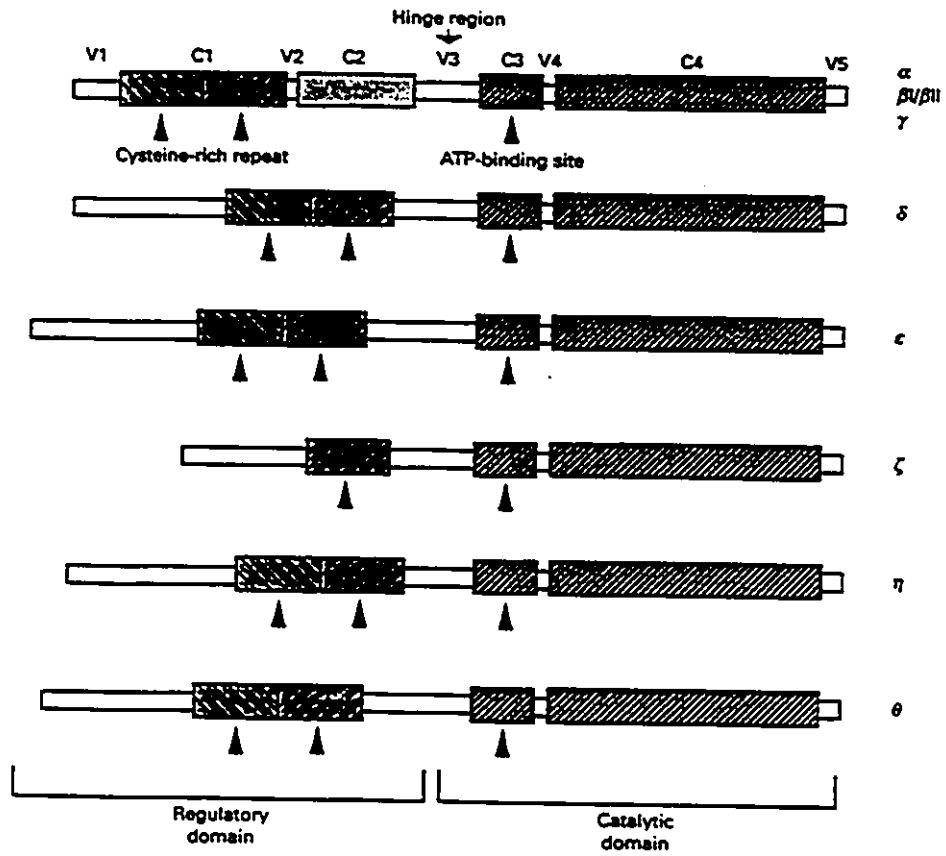 Hinge region
V1 C1 V2 C2 V3 C3 V4 C4 V5
α
βI/βII
γ
Cysteine-rich repeat ATP-binding site
δ
ε
ζ
η
θ
Regulatory domain
Catalytic domain